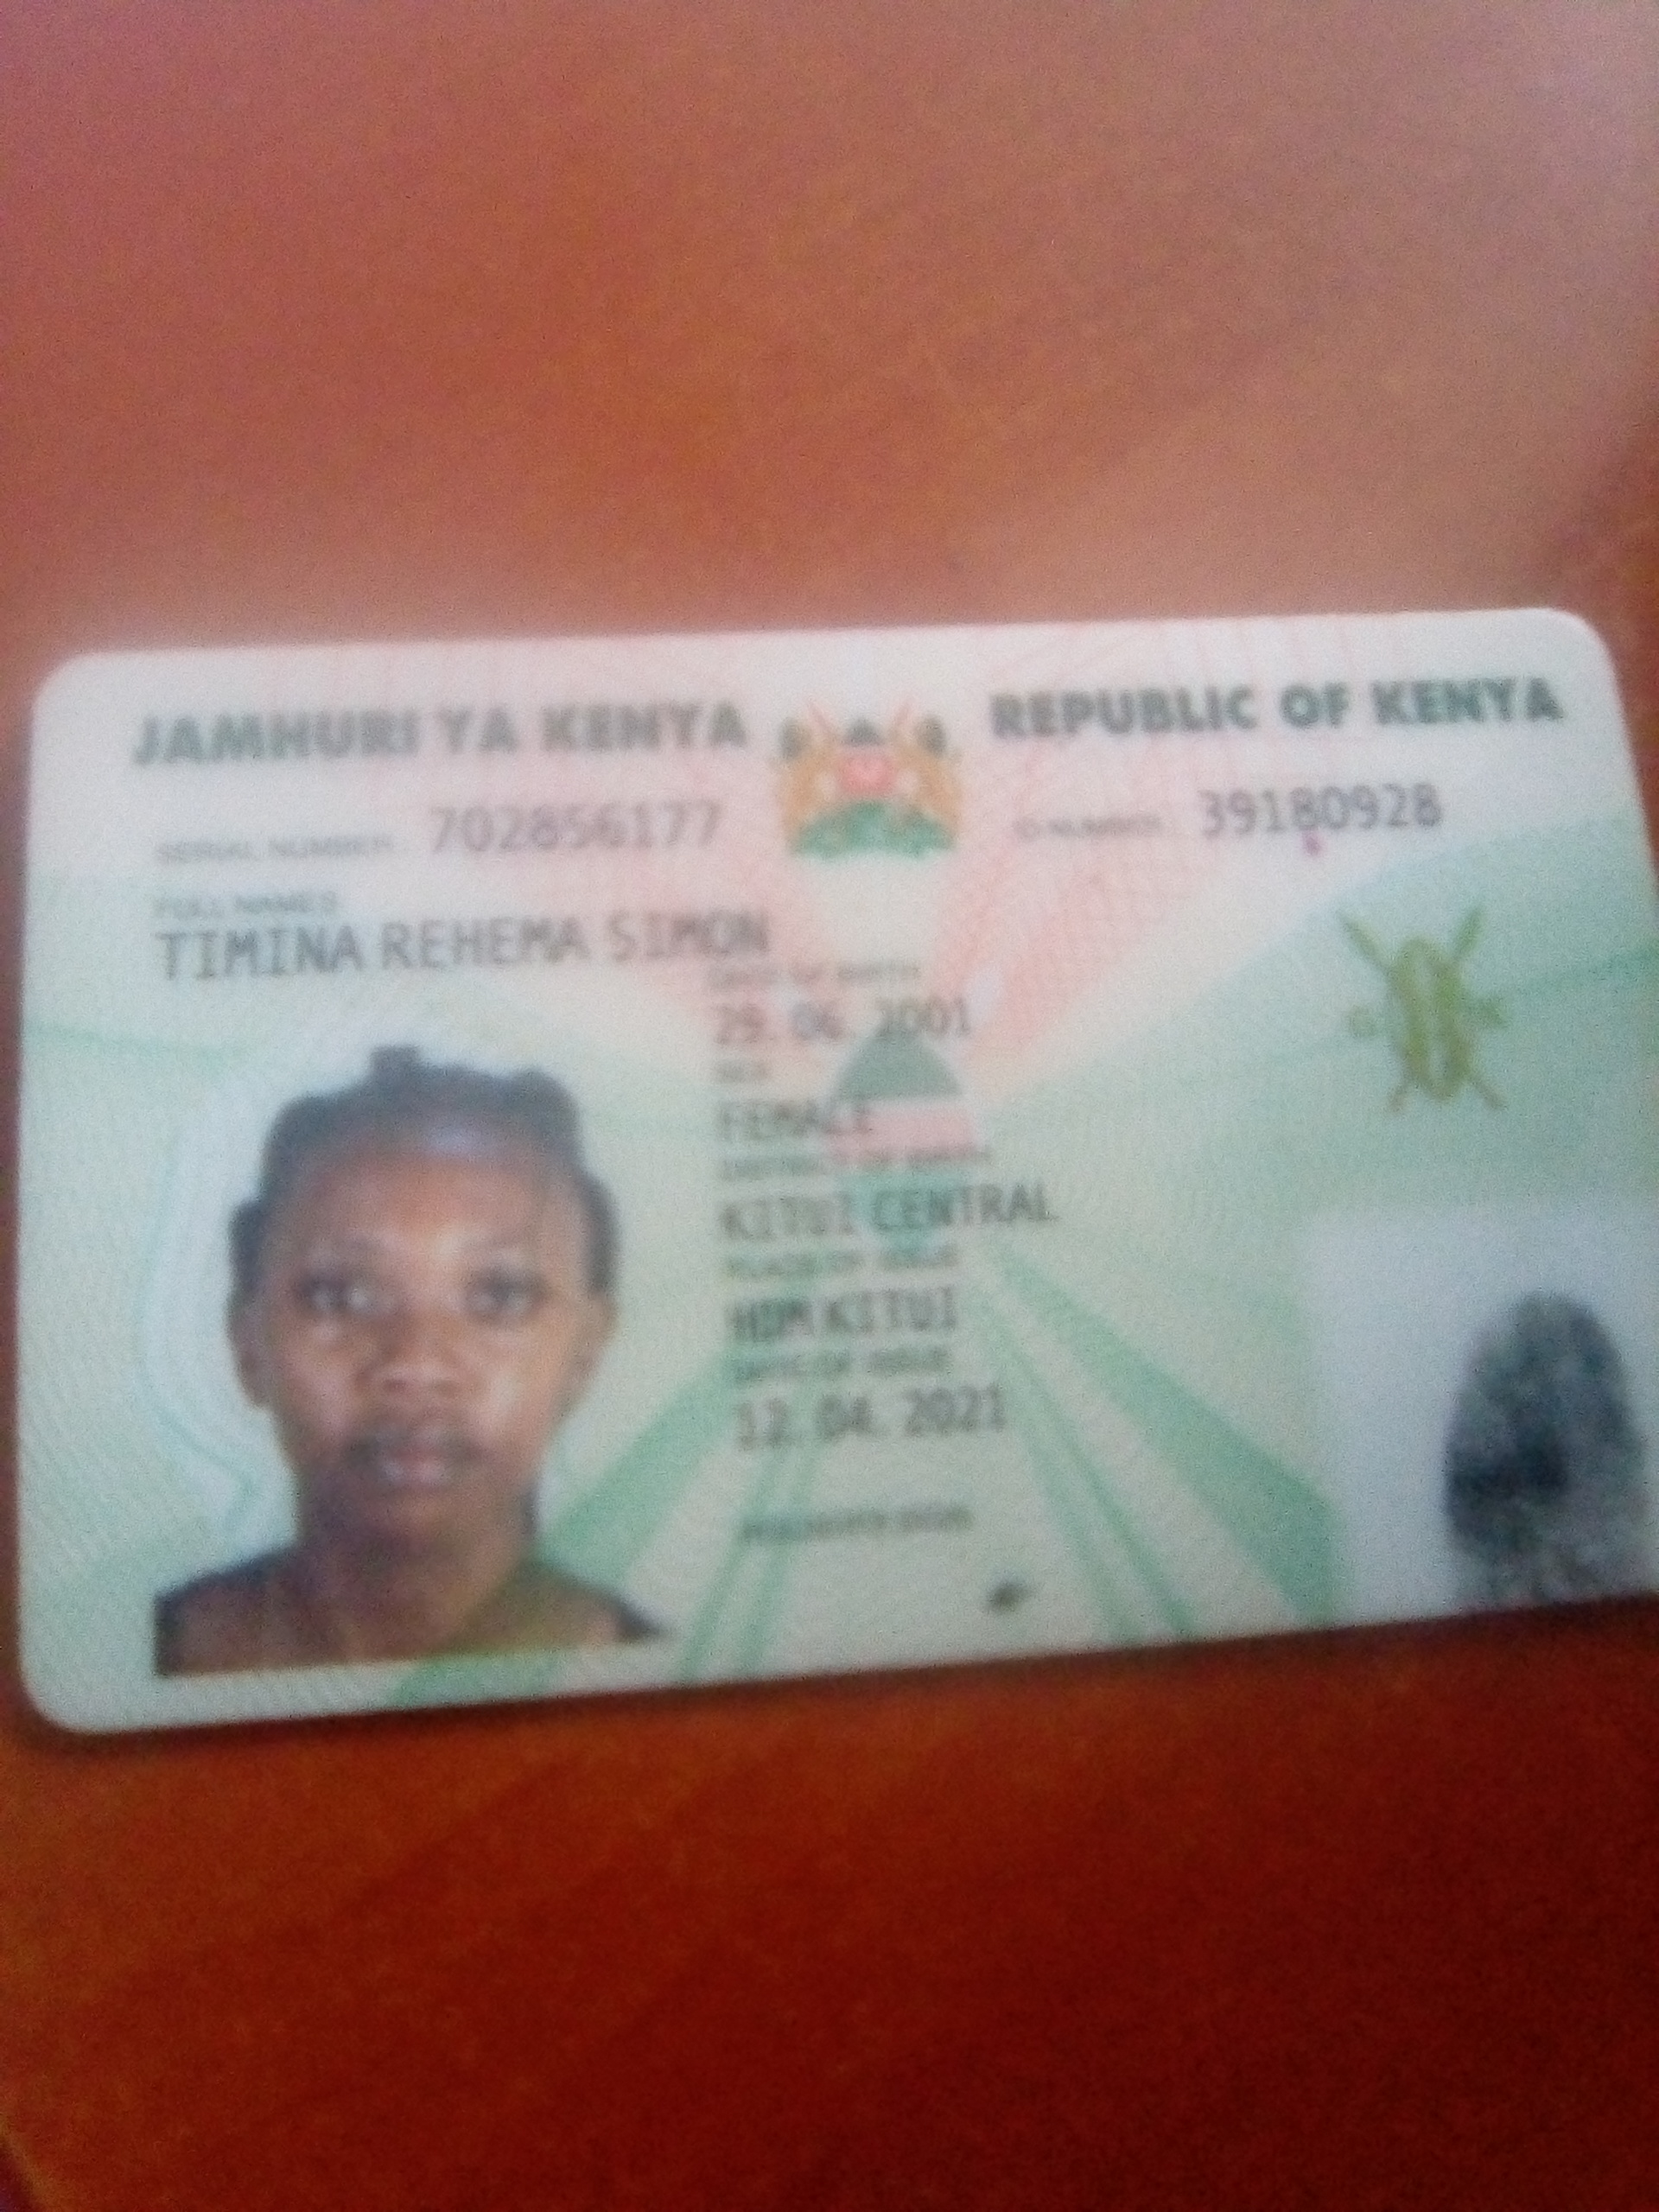 JAMHURI YA KENYA REPUBLIC OF KENYA
SERIAL NUMBER: 702856177 ID NUMBER: 39180928
FULL NAMES
TIMINA REHEMA SIMON
DATE OF BIRTH
29. 06. 2001
SEX
FEMALE
DISTRICT OF BIRTH
KITUI CENTRAL
PLACE OF ISSUE
KITUI
DATE OF ISSUE
12. 04. 2021
HOLDER'S SIGN.